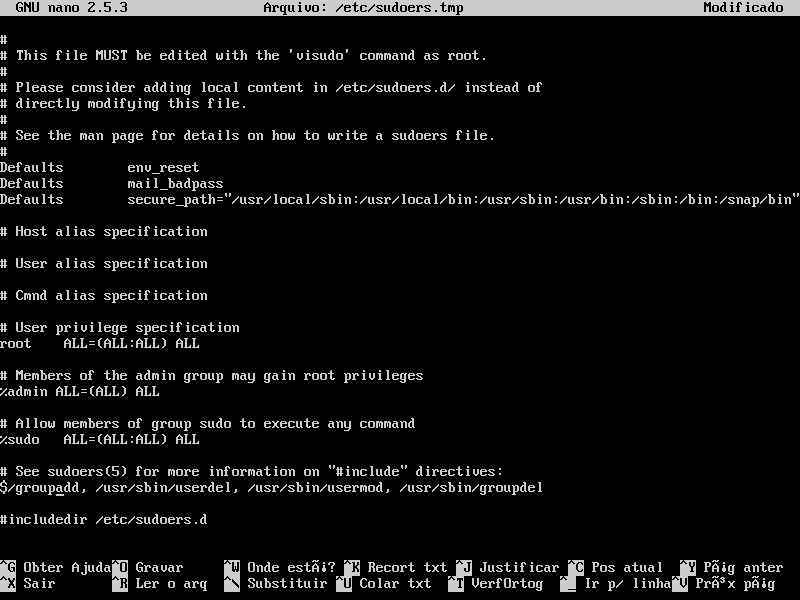 GNU nano 2.5.3 Arquivo: /etc/sudoers.tmp Modificado
#
# This file MUST be edited with the 'visudo' command as root.
#
# Please consider adding local content in /etc/sudoers.d/ instead of
# directly modifying this file.
#
# See the man page for details on how to write a sudoers file.
#
Defaults env_reset
Defaults mail_badpass
Defaults secure_path="/usr/local/sbin:/usr/local/bin:/usr/sbin:/usr/bin:/sbin:/bin:/snap/bin"
# Host alias specification
# User alias specification
# Cmnd alias specification
# User privilege specification
root ALL=(ALL:ALL) ALL
# Members of the admin group may gain root privileges
%admin ALL=(ALL) ALL
# Allow members of group sudo to execute any command
%sudo ALL=(ALL:ALL) ALL
# See sudoers(5) for more information on "#include" directives:
$/groupadd, /usr/sbin/userdel, /usr/sbin/usermod, /usr/sbin/groupdel
#includedir /etc/sudoers.d
^G Obter Ajuda ^O Gravar ^W Onde estÃ¡? ^K Recort txt ^J Justificar ^C Pos atual ^Y PÃ¡g anter
^X Sair ^R Ler o arq ^\ Substituir ^U Colar txt ^T VerfOrtog ^_ Ir p/ linha ^V PrÃ³x pÃ¡g